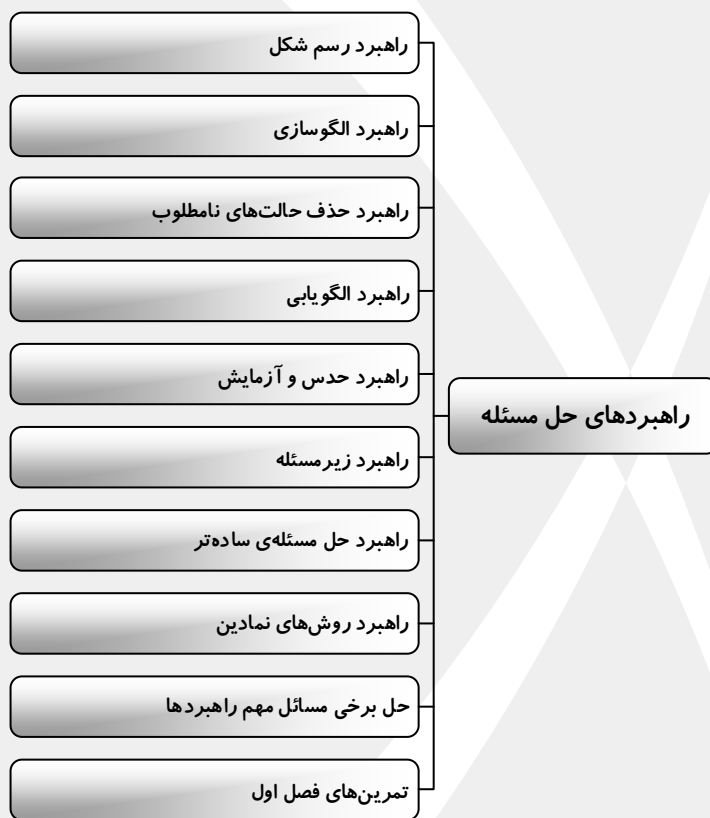 راهبردهای حل مسئله
راهبرد رسم شکل
راهبرد الگوسازی
راهبرد حذف حالت‌های نامطلوب
راهبرد الگویابی
راهبرد حدس و آزمایش
راهبرد زیرمسئله
راهبرد حل مسئله‌ی ساده‌تر
راهبرد روش‌های نمادین
حل برخی مسائل مهم راهبردها
تمرین‌های فصل اول